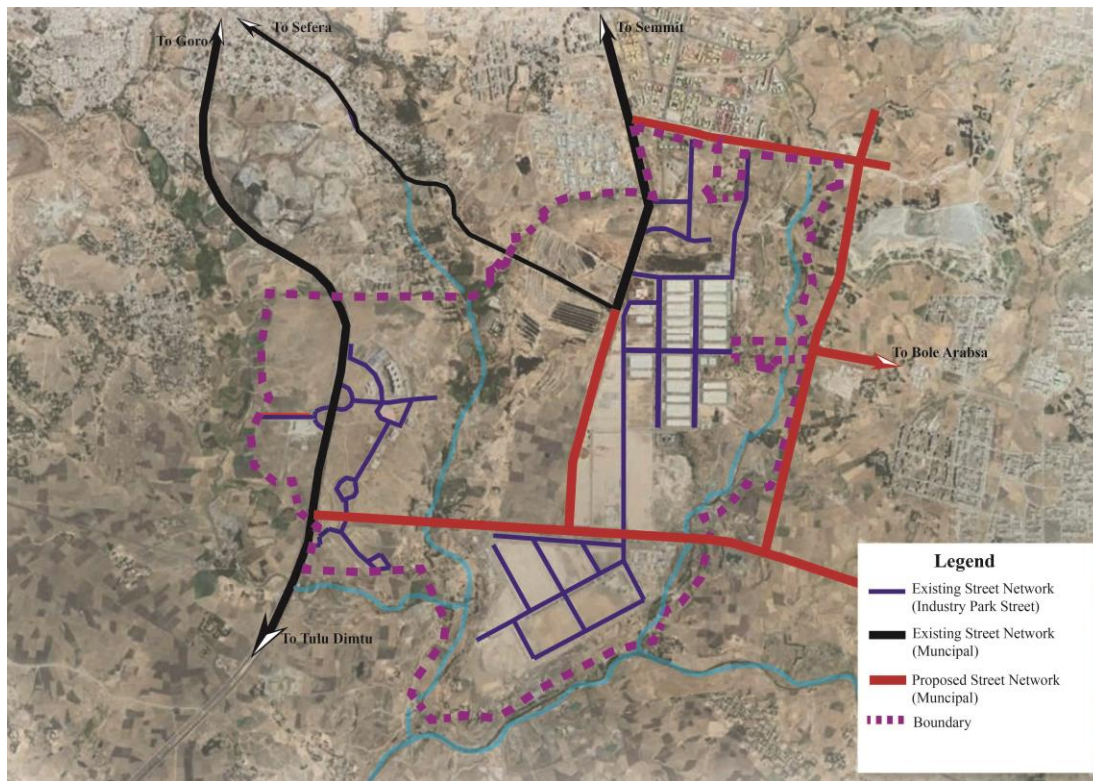 To Goro
To Sefera
To Semmit
To Bole Arabsa
To Tulu Dimtu
Legend
Existing Street Network
(Industry Park Street)
Existing Street Network
(Muncipal)
Proposed Street Network
(Muncipal)
Boundary